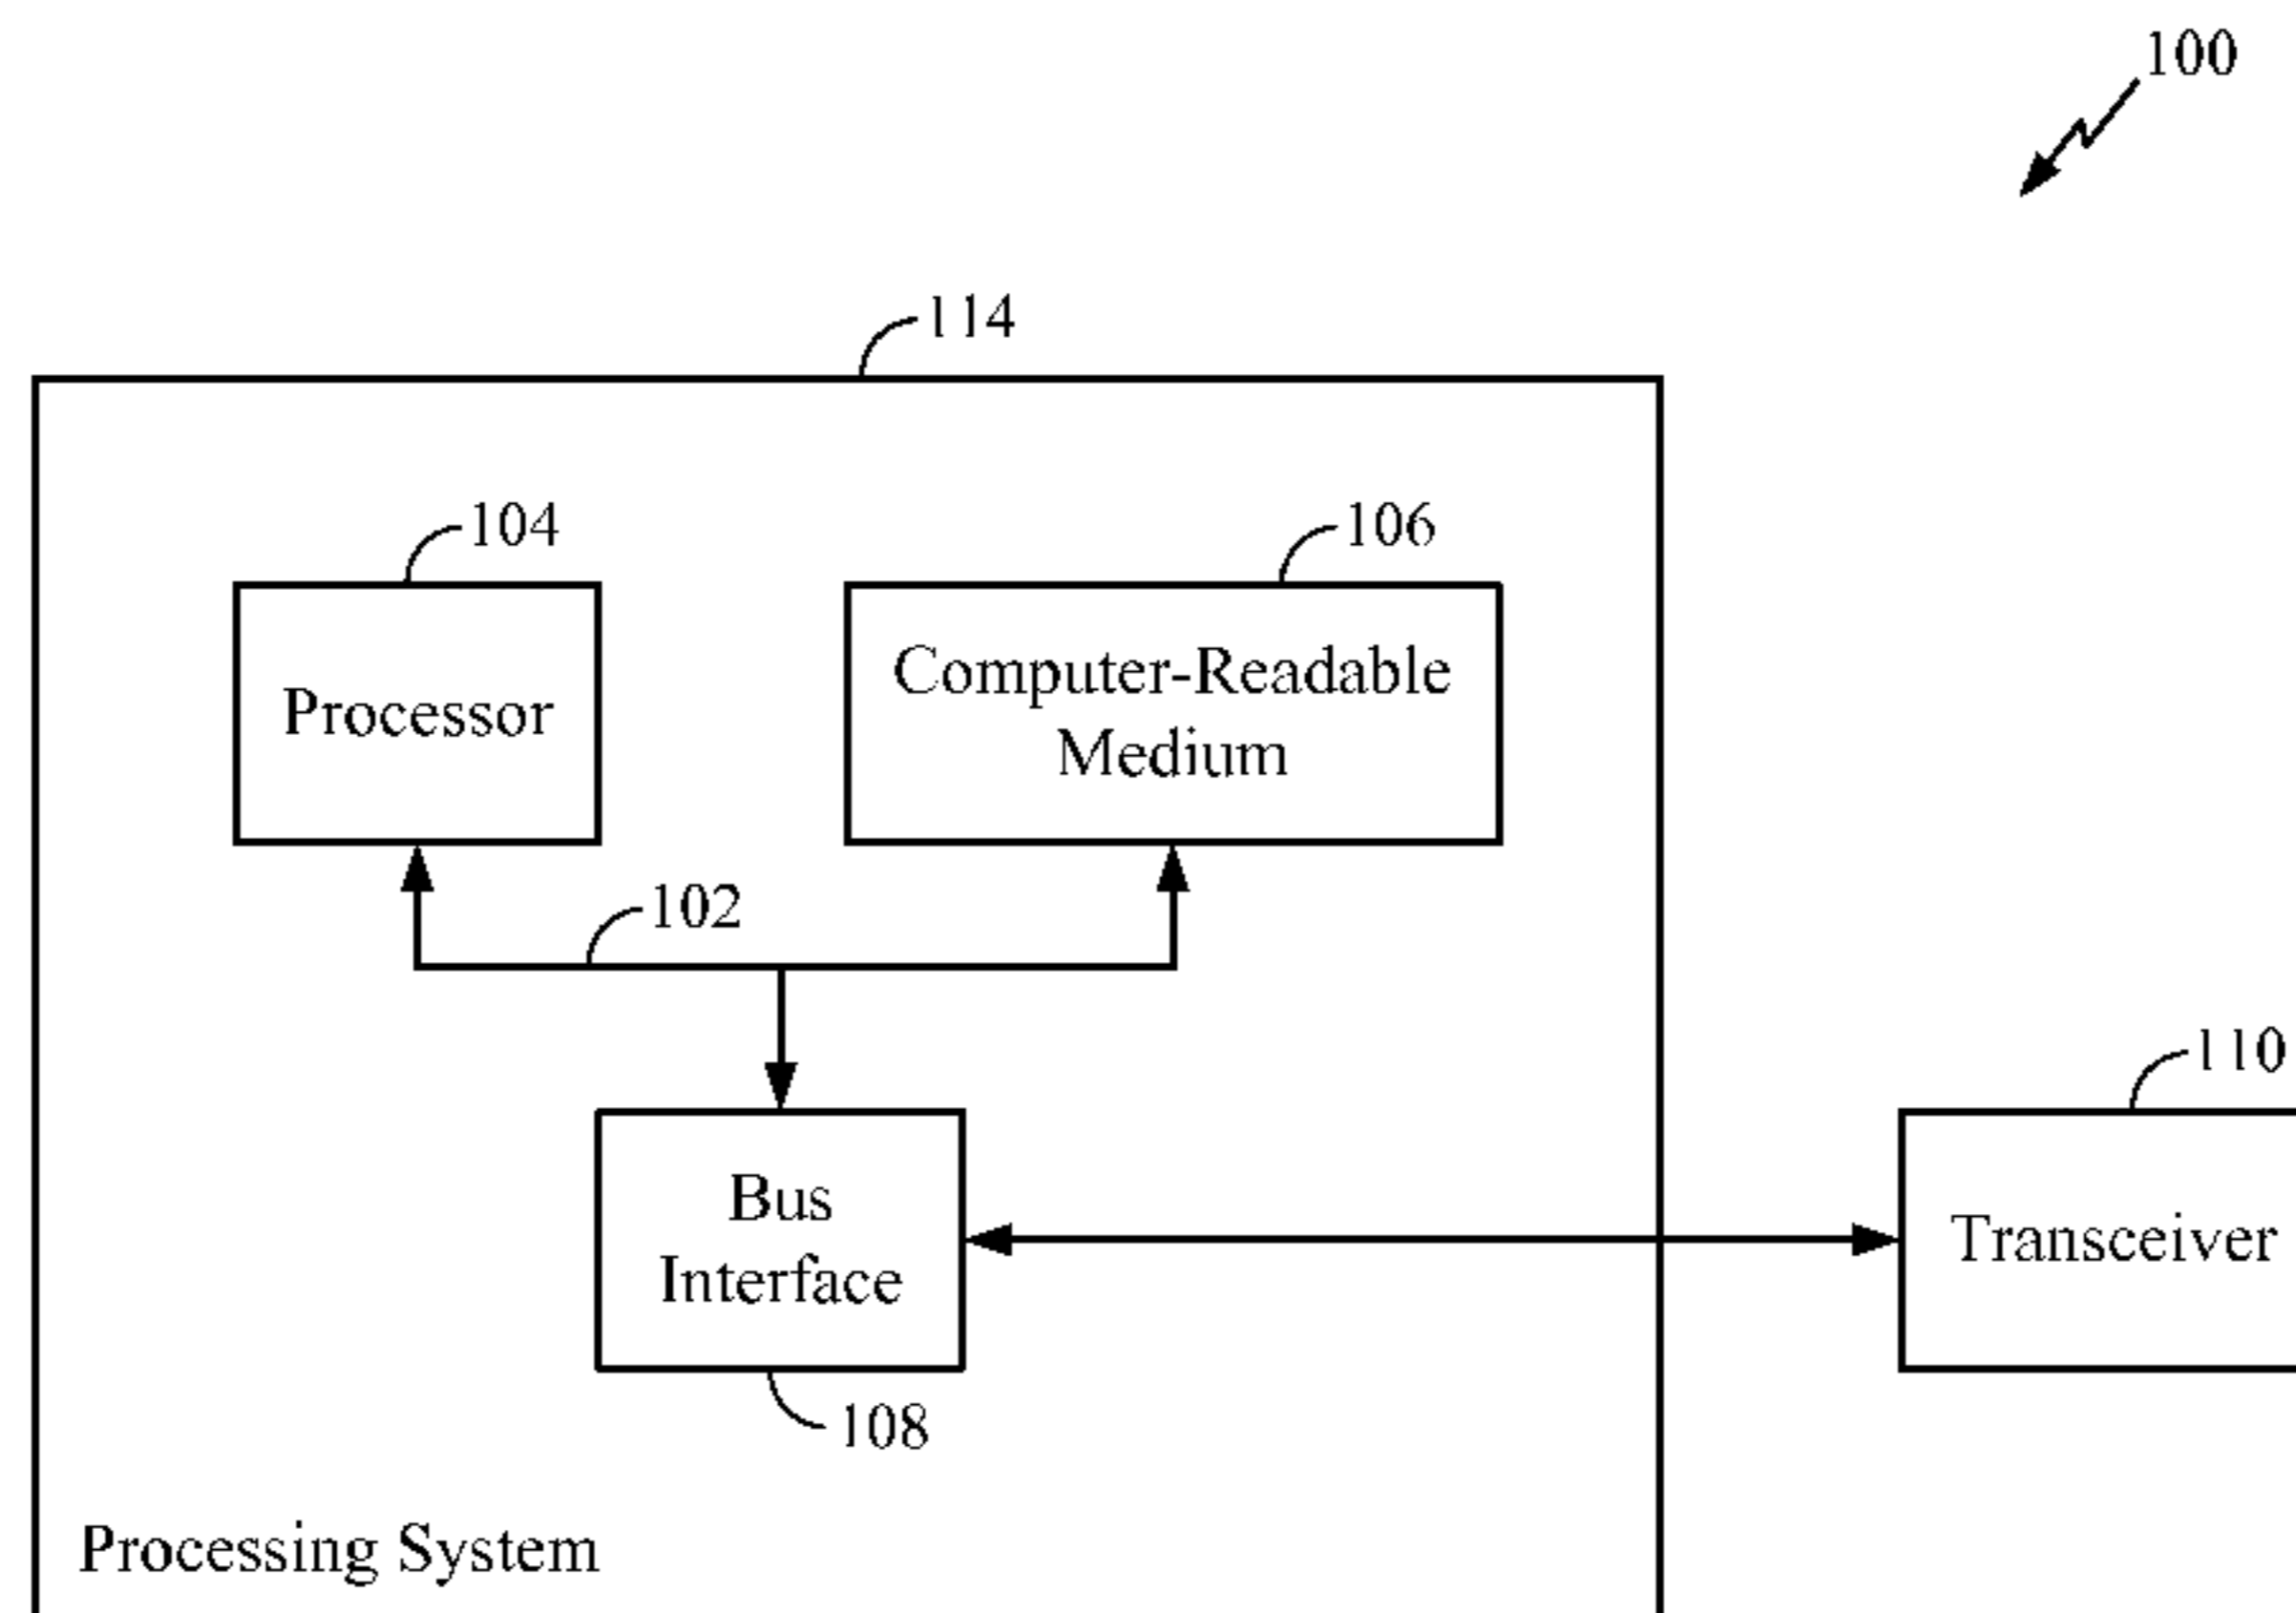 100
114
104
106
Processor
Computer-Readable
Medium
102
110
Bus
Interface
Transceiver
108
Processing System